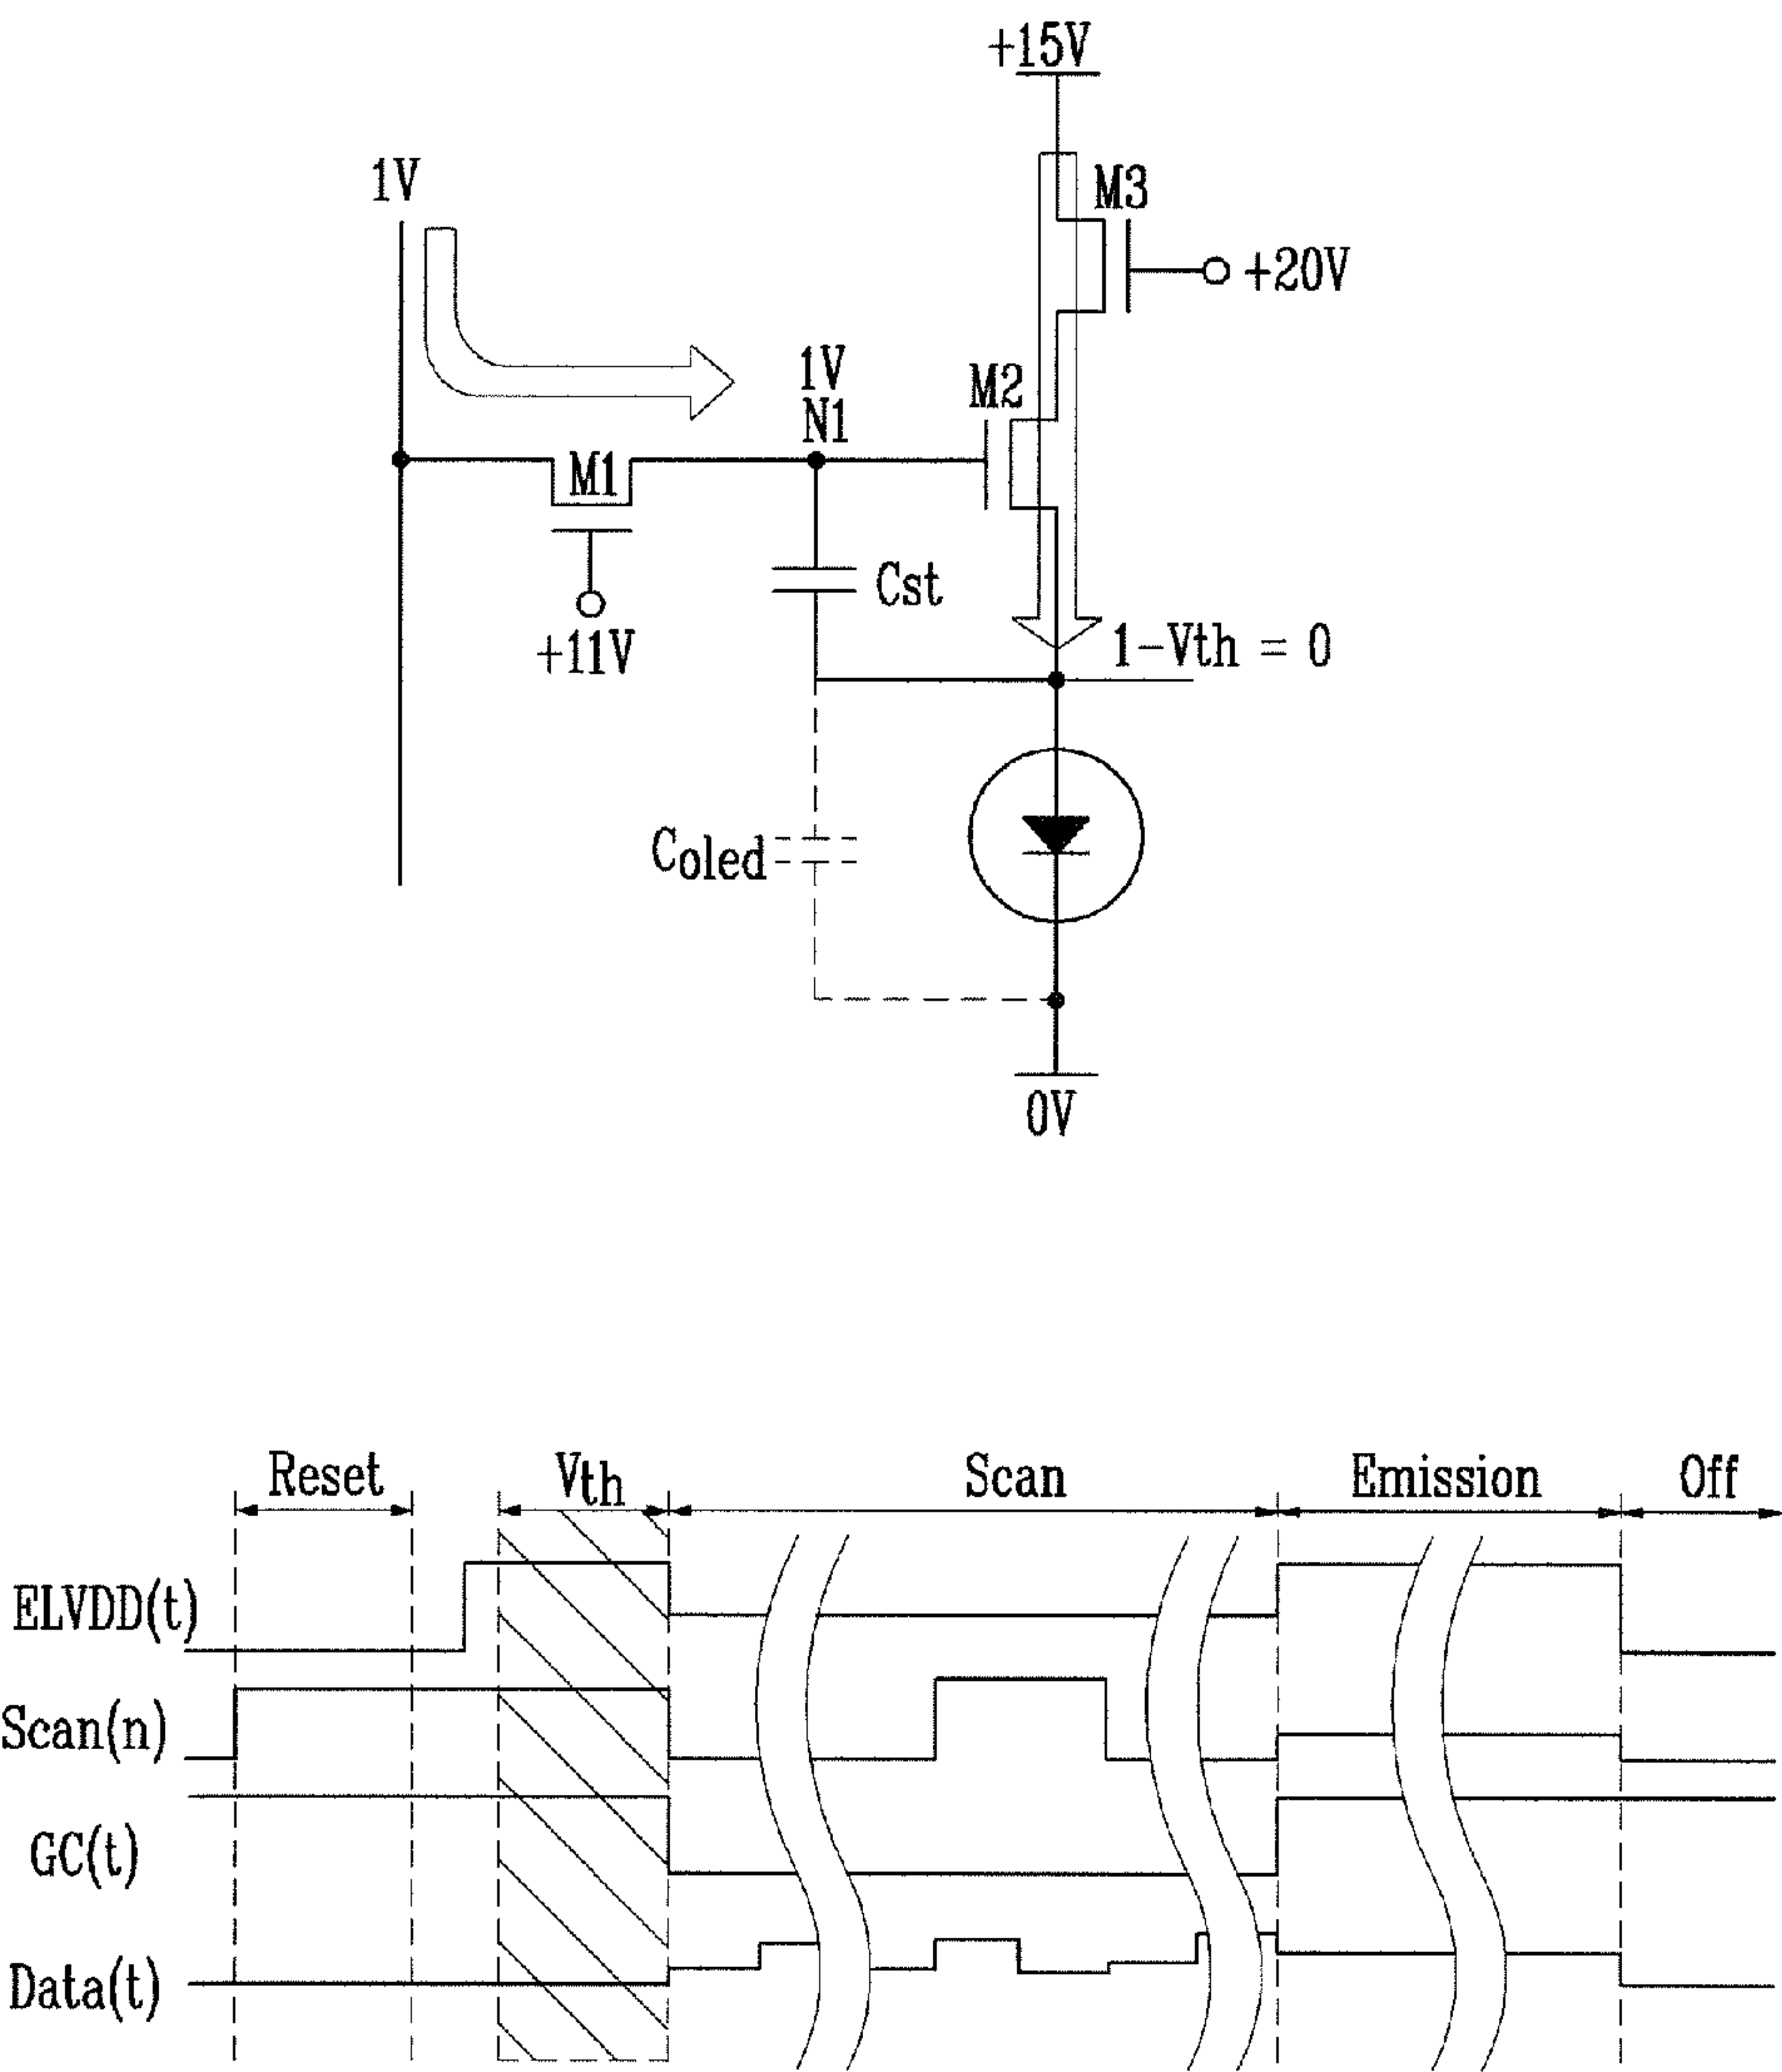 +15V
1V
M3
+20V
1V
N1
M2
M1
Cst
+11V
1-Vth = 0
Coled
0V
Reset
Vth
Scan
Emission
Off
ELVDD(t)
Scan(n)
GC(t)
Data(t)